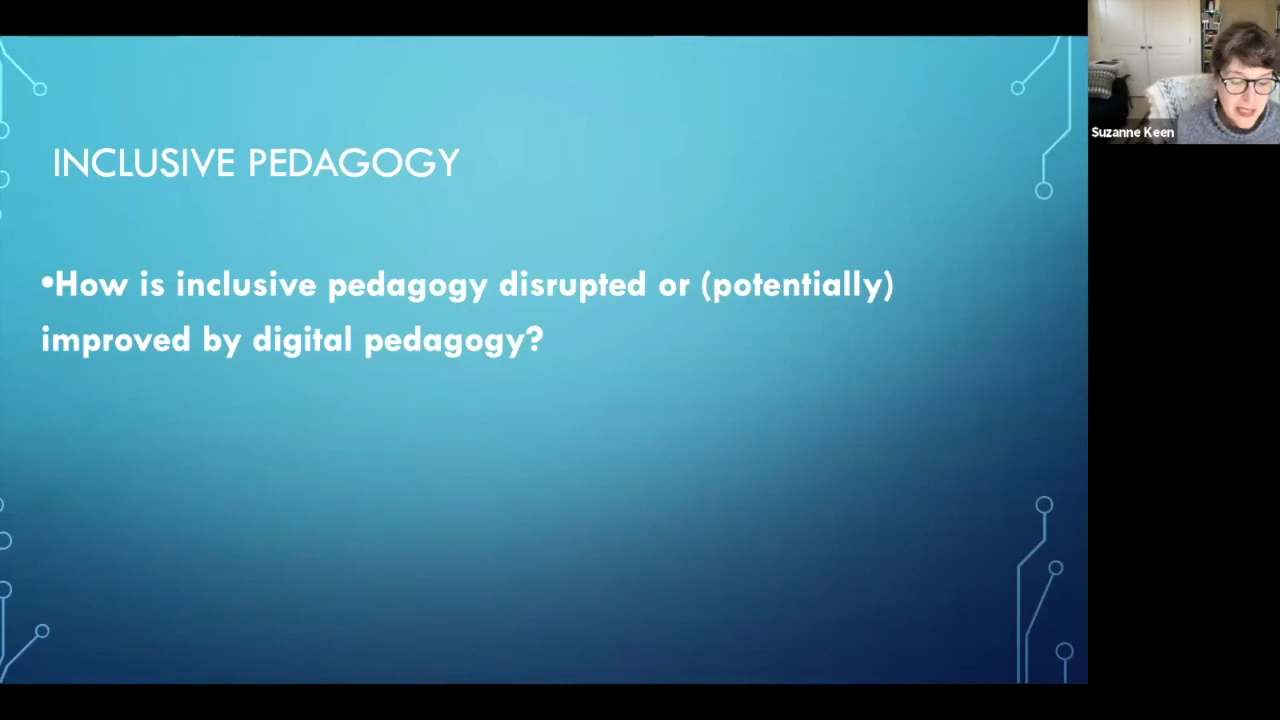 INCLUSIVE PEDAGOGY
•How is inclusive pedagogy disrupted or (potentially)
improved by digital pedagogy?
Suzanne Keen